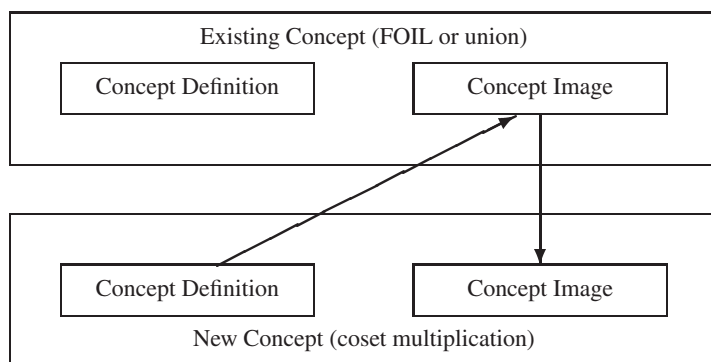 Existing Concept (FOIL or union)
Concept Definition Concept Image
Concept Definition Concept Image
New Concept (coset multiplication)